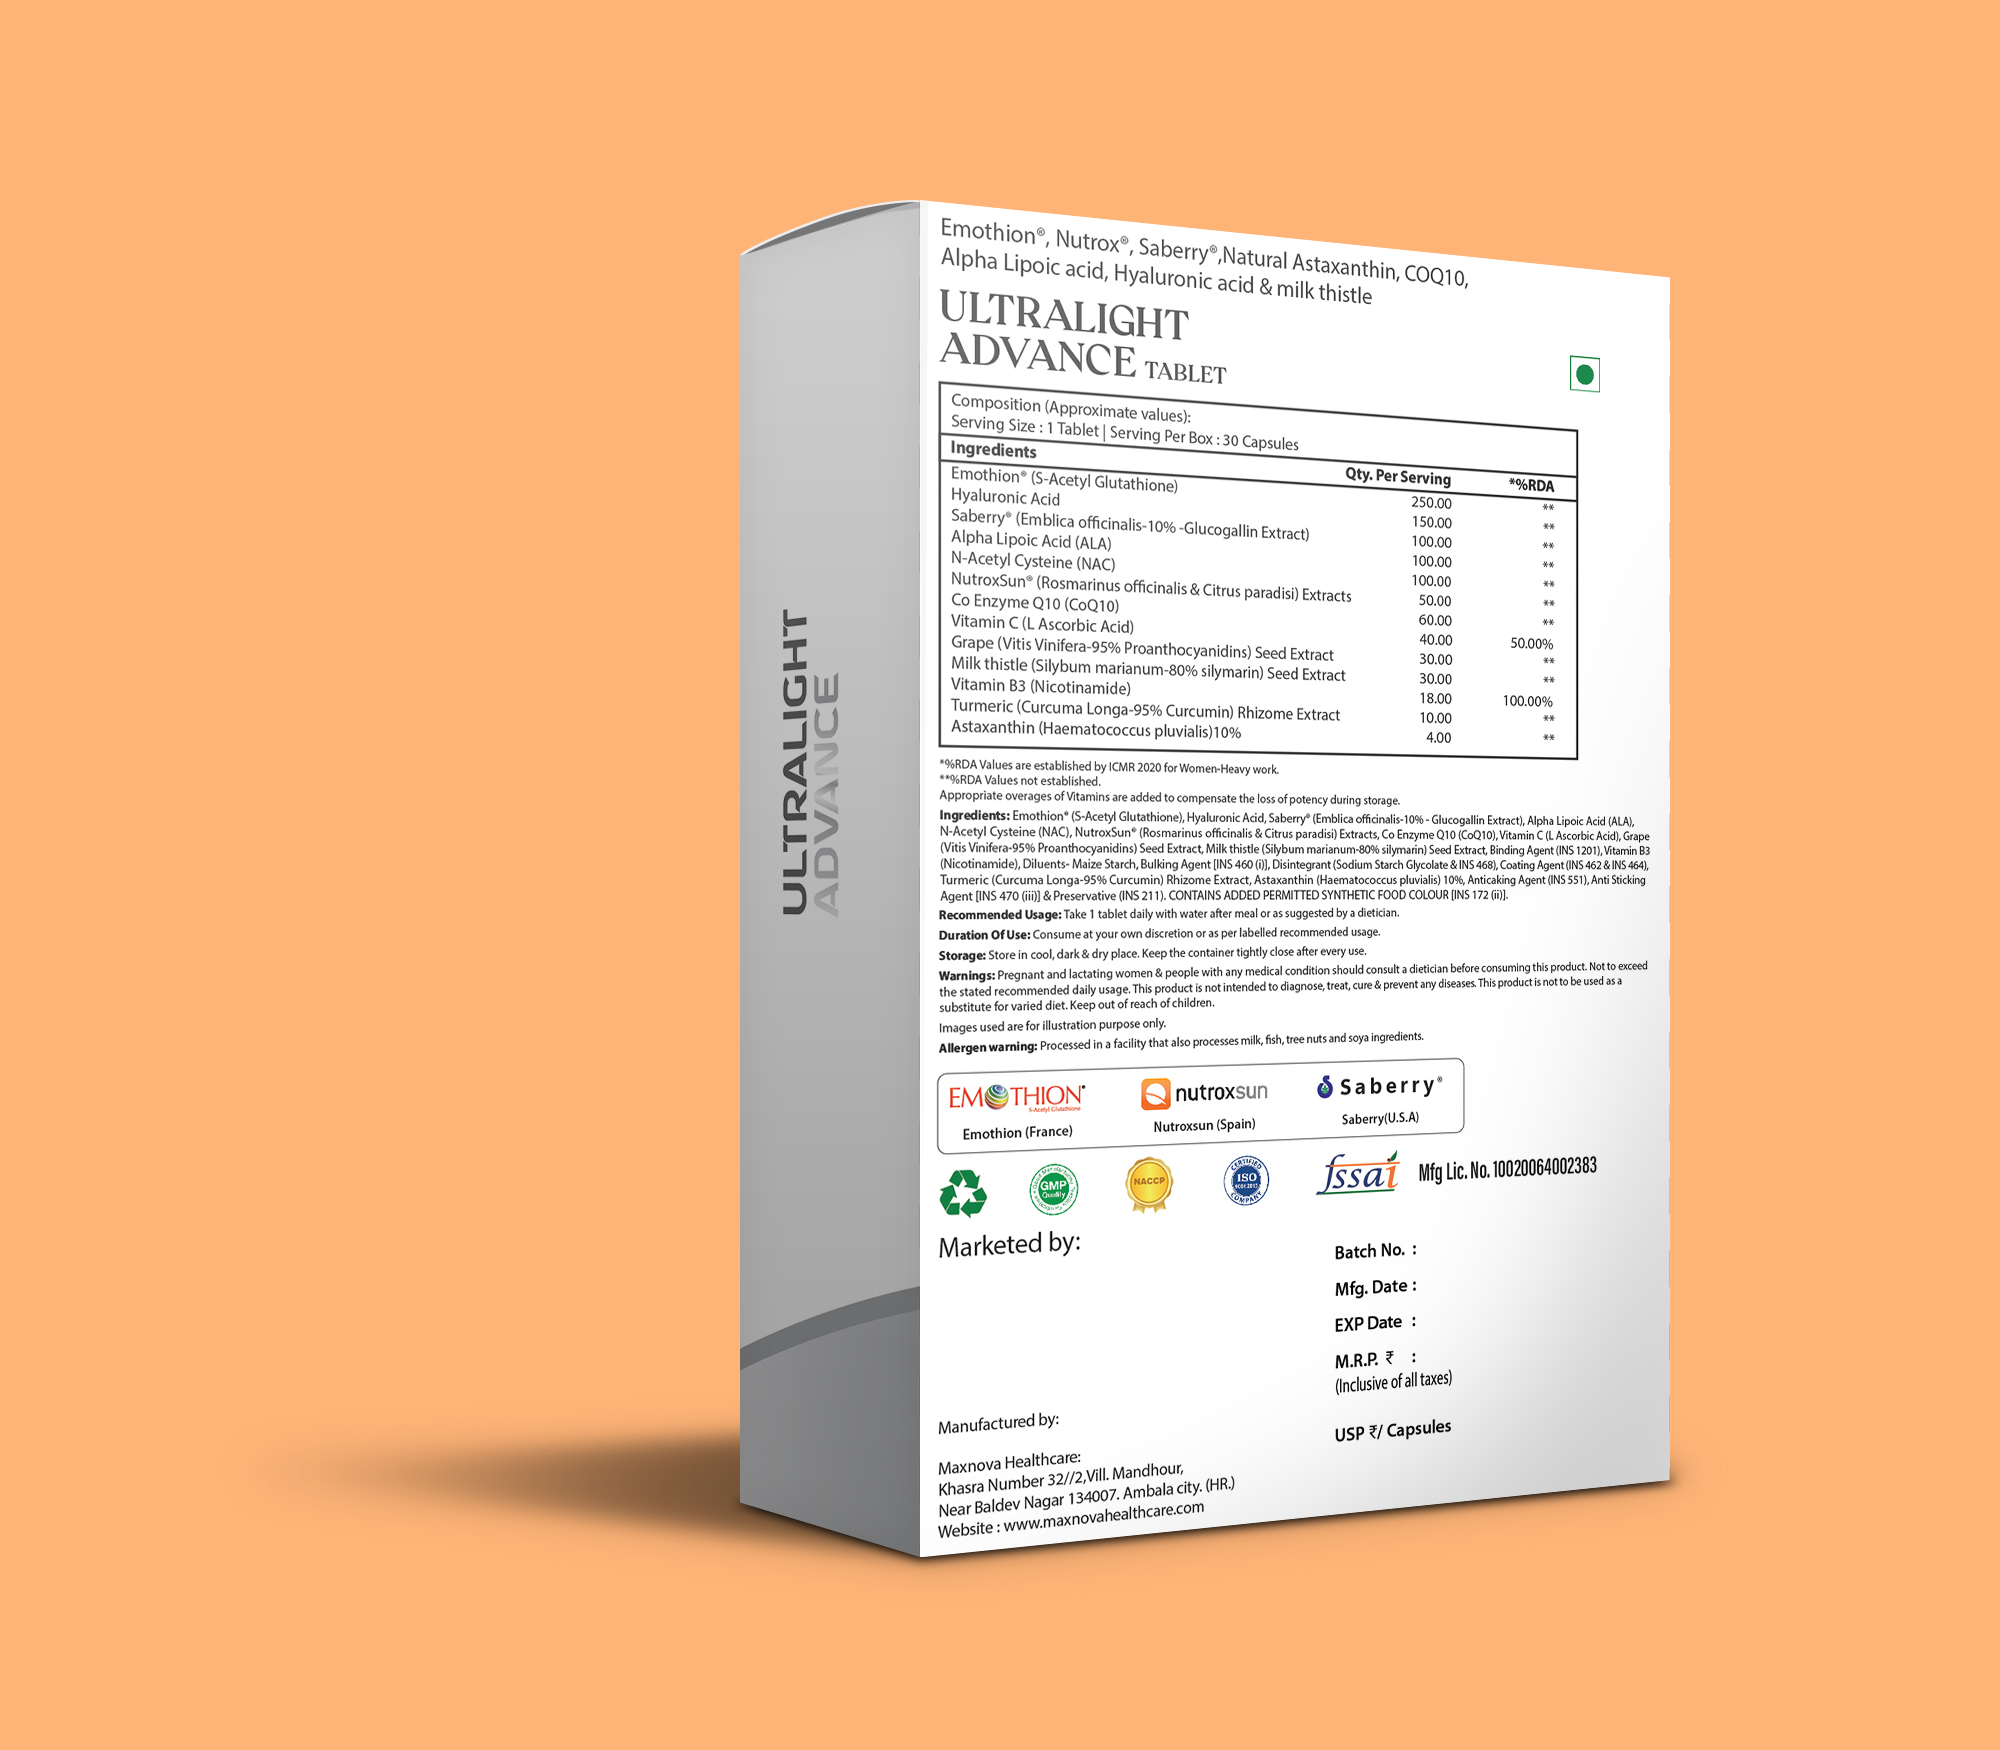 ULTRALIGHT
ADVANCE
Emothion®, Nutrox®, Saberry®,Natural Astaxanthin, COQ10,
Alpha Lipoic acid, Hyaluronic acid & milk thistle
ULTRALIGHT
ADVANCE TABLET
Composition (Approximate values):
Serving Size : 1 Tablet | Serving Per Box : 30 Capsules
Ingredients Qty. Per Serving *%RDA
Emothion® (S-Acetyl Glutathione) 250.00 **
Hyaluronic Acid 150.00 **
Saberry® (Emblica officinalis-10% -Glucogallin Extract) 100.00 **
Alpha Lipoic Acid (ALA) 100.00 **
N-Acetyl Cysteine (NAC) 100.00 **
NutroxSun® (Rosmarinus officinalis & Citrus paradisi) Extracts 50.00 **
Co Enzyme Q10 (CoQ10) 60.00 **
Vitamin C (L Ascorbic Acid) 40.00 50.00%
Grape (Vitis Vinifera-95% Proanthocyanidins) Seed Extract 30.00 **
Milk thistle (Silybum marianum-80% silymarin) Seed Extract 30.00 **
Vitamin B3 (Nicotinamide) 18.00 100.00%
Turmeric (Curcuma Longa-95% Curcumin) Rhizome Extract 10.00 **
Astaxanthin (Haematococcus pluvialis)10% 4.00 **
*%RDA Values are established by ICMR 2020 for Women-Heavy work.
**%RDA Values not established.
Appropriate overages of Vitamins are added to compensate the loss of potency during storage.
Ingredients: Emothion® (S-Acetyl Glutathione), Hyaluronic Acid, Saberry® (Emblica officinalis-10% - Glucogallin Extract), Alpha Lipoic Acid (ALA),
N-Acetyl Cysteine (NAC), NutroxSun® (Rosmarinus officinalis & Citrus paradisi) Extracts, Co Enzyme Q10 (CoQ10), Vitamin C (L Ascorbic Acid), Grape
(Vitis Vinifera-95% Proanthocyanidins) Seed Extract, Milk thistle (Silybum marianum-80% silymarin) Seed Extract, Binding Agent (INS 1201), Vitamin B3
(Nicotinamide), Diluents- Maize Starch, Bulking Agent [INS 460 (i)], Disintegrant (Sodium Starch Glycolate & INS 468), Coating Agent (INS 462 & INS 464),
Turmeric (Curcuma Longa-95% Curcumin) Rhizome Extract, Astaxanthin (Haematococcus pluvialis) 10%, Anticaking Agent (INS 551), Anti Sticking
Agent [INS 470 (iii)] & Preservative (INS 211). CONTAINS ADDED PERMITTED SYNTHETIC FOOD COLOUR [INS 172 (ii)].
Recommended Usage: Take 1 tablet daily with water after meal or as suggested by a dietician.
Duration Of Use: Consume at your own discretion or as per labelled recommended usage.
Storage: Store in cool, dark & dry place. Keep the container tightly close after every use.
Warnings: Pregnant and lactating women & people with any medical condition should consult a dietician before consuming this product. Not to exceed
the stated recommended daily usage. This product is not intended to diagnose, treat, cure & prevent any diseases. This product is not to be used as a
substitute for varied diet. Keep out of reach of children.
Images used are for illustration purpose only.
Allergen warning: Processed in a facility that also processes milk, fish, tree nuts and soya ingredients.
EMOTHION® nutroxsun Saberry®
S-Acetyl Glutathione
Emothion (France) Nutroxsun (Spain) Saberry(U.S.A)
GMP
Quality
NACCP
CERTIFIED
ISO
9001:2015
COMPANY
fssai Mfg Lic. No. 10020064002383
Marketed by:
Batch No. :
Mfg. Date :
EXP Date :
M.R.P. ₹ :
(Inclusive of all taxes)
USP ₹/ Capsules
Manufactured by:
Maxnova Healthcare:
Khasra Number 32//2,Vill. Mandhour,
Near Baldev Nagar 134007. Ambala city. (HR.)
Website : www.maxnovahealthcare.com